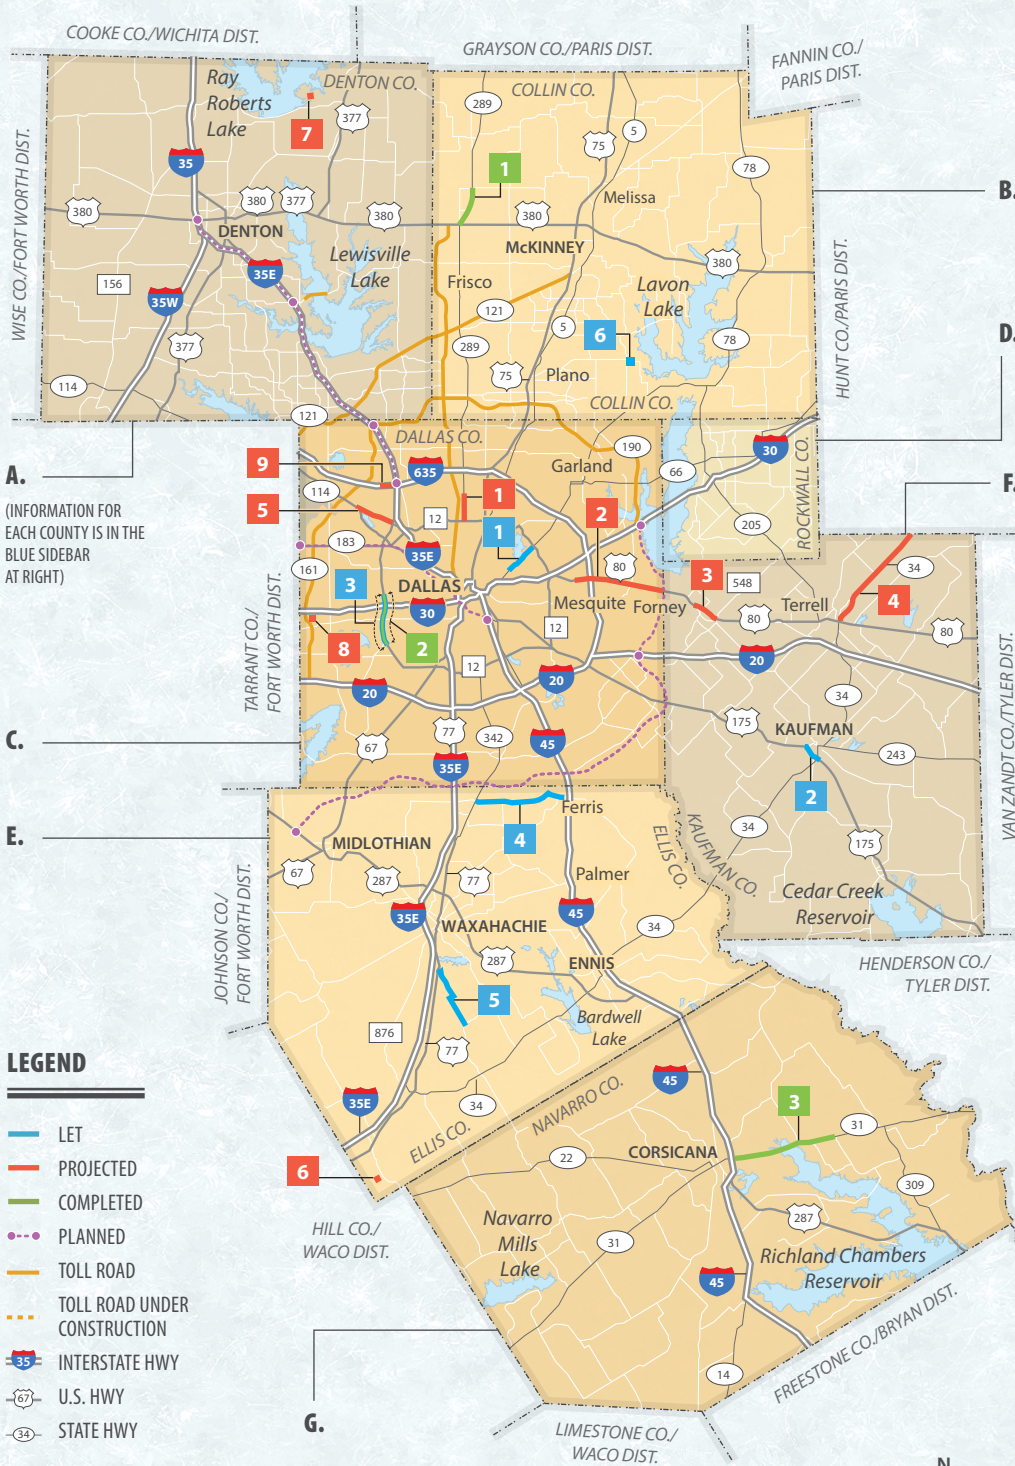 COOKE CO./WICHITA DIST.
GRAYSON CO./PARIS DIST.
FANNIN CO./
PARIS DIST.
Ray
Roberts
Lake
DENTON CO.
COLLIN CO.
289
377
7
5
75
35
1
78
WISE CO./FORT WORTH DIST.
380
380
377
380
380
Melissa
B.
DENTON
McKINNEY
Lewisville
Lake
380
35E
156
35W
Frisco
Lavon
Lake
HUNT CO./PARIS DIST.
121
5
6
78
D.
377
289
75
Plano
114
COLLIN CO.
121
DALLAS CO.
190
30
ROCKWALL CO.
A.
(INFORMATION FOR
EACH COUNTY IS IN THE
BLUE SIDEBAR
AT RIGHT)
9
635
Garland
66
F.
114
5
1
12
2
205
183
1
35E
80
34
161
3
DALLAS
3
548
4
30
Mesquite
Forney
Terrell
80
80
TARRANT CO./
FORT WORTH DIST.
8
2
12
12
20
20
20
34
VAN ZANDT CO./TYLER DIST.
C.
67
77
342
45
175
KAUFMAN
243
35E
2
E.
4
Ferris
34
MIDLOTHIAN
ELLIS CO.
KAUFMAN CO.
175
67
287
77
Palmer
Cedar Creek
Reservoir
JOHNSON CO./
FORT WORTH DIST.
35E
45
WAXAHACHIE
34
287
ENNIS
HENDERSON CO./
TYLER DIST.
5
Bardwell
Lake
876
77
LEGEND
45
35E
34
NAVARRO CO.
3
LET
ELLIS CO.
31
PROJECTED
22
CORSICANA
6
309
COMPLETED
HILL CO./
WACO DIST.
Navarro
Mills
Lake
287
PLANNED
31
Richland Chambers
Reservoir
TOLL ROAD
45
TOLL ROAD UNDER
CONSTRUCTION
35
INTERSTATE HWY
14
FREESTONE CO./BRYAN DIST.
67
U.S. HWY
G.
34
STATE HWY
LIMESTONE CO./
WACO DIST.
N